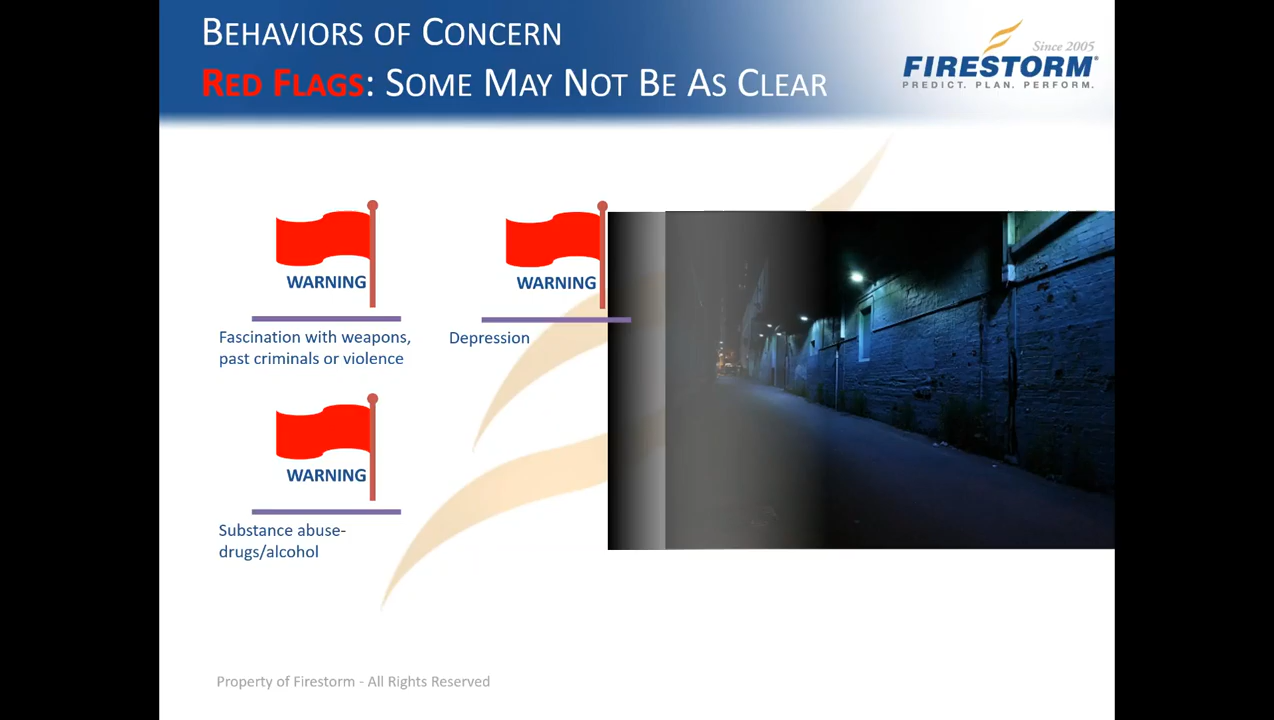 BEHAVIORS OF CONCERN
RED FLAGS: SOME MAY NOT BE AS CLEAR
Since 2005
FIRESTORM®
PREDICT. PLAN. PERFORM.
WARNING
Fascination with weapons,
past criminals or violence
WARNING
Depression
WARNING
Substance abuse-
drugs/alcohol
Property of Firestorm - All Rights Reserved